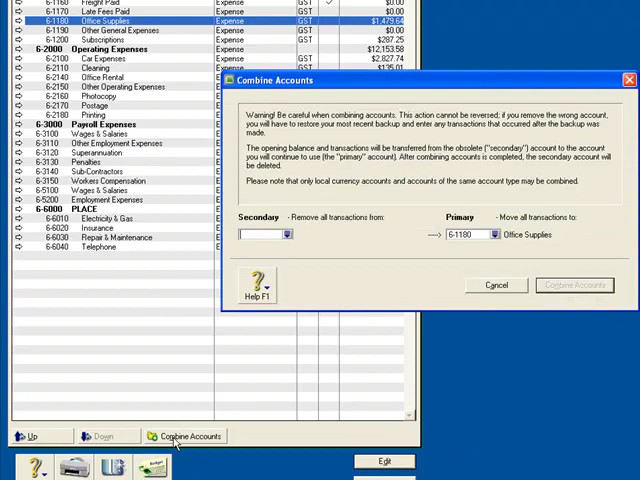 6-1160 Freight Paid Expense GST $0.00
6-1170 Late Fees Paid Expense GST $0.00
6-1180 Office Supplies Expense GST $1,479.64
6-1190 Other General Expenses Expense GST $0.00
6-1200 Subscriptions Expense GST $287.25
6-2000 Operating Expenses Expense $12,153.58
6-2100 Car Expenses Expense GST $2,827.74
6-2110 Cleaning Expense GST $135.01
6-2140 Office Rental
6-2150 Other Operating Expenses
6-2160 Photocopy
6-2170 Postage
6-2180 Printing
6-3000 Payroll Expenses
6-3100 Wages & Salaries
6-3110 Other Employment Expenses
6-3120 Superannuation
6-3130 Penalties
6-3140 Sub-Contractors
6-3150 Workers Compensation
6-5100 Wages & Salaries
6-5200 Employment Expenses
6-6000 PLACE
6-6010 Electricity & Gas
6-6020 Insurance
6-6030 Repair & Maintenance
6-6040 Telephone
Combine Accounts
Warning! Be careful when combining accounts. This action cannot be reversed; if you remove the wrong account,
you will have to restore your most recent backup and enter any transactions that occurred after the backup was
made.
The opening balance and transactions will be transferred from the obsolete ("secondary") account to the account
you will continue to use (the "primary" account). After combining accounts is completed, the secondary account will
be deleted.
Please note that only local currency accounts and accounts of the same account type may be combined.
Secondary - Remove all transactions from: Primary - Move all transactions to:
6-1180 Office Supplies
Help F1
Cancel Combine Accounts
Up Down Combine Accounts
Budget
Edit